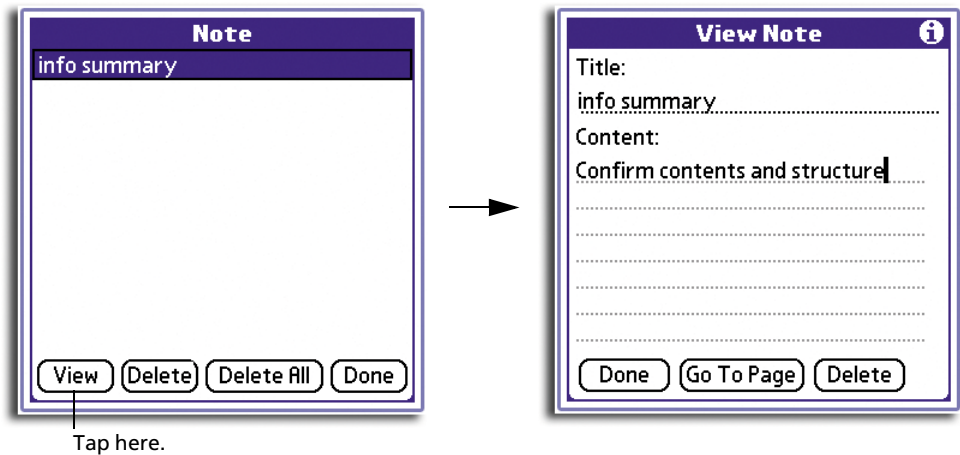 Note
info summary
View Delete Delete All Done
Tap here.
View Note
Title:
info summary
Content:
Confirm contents and structure
Done Go To Page Delete